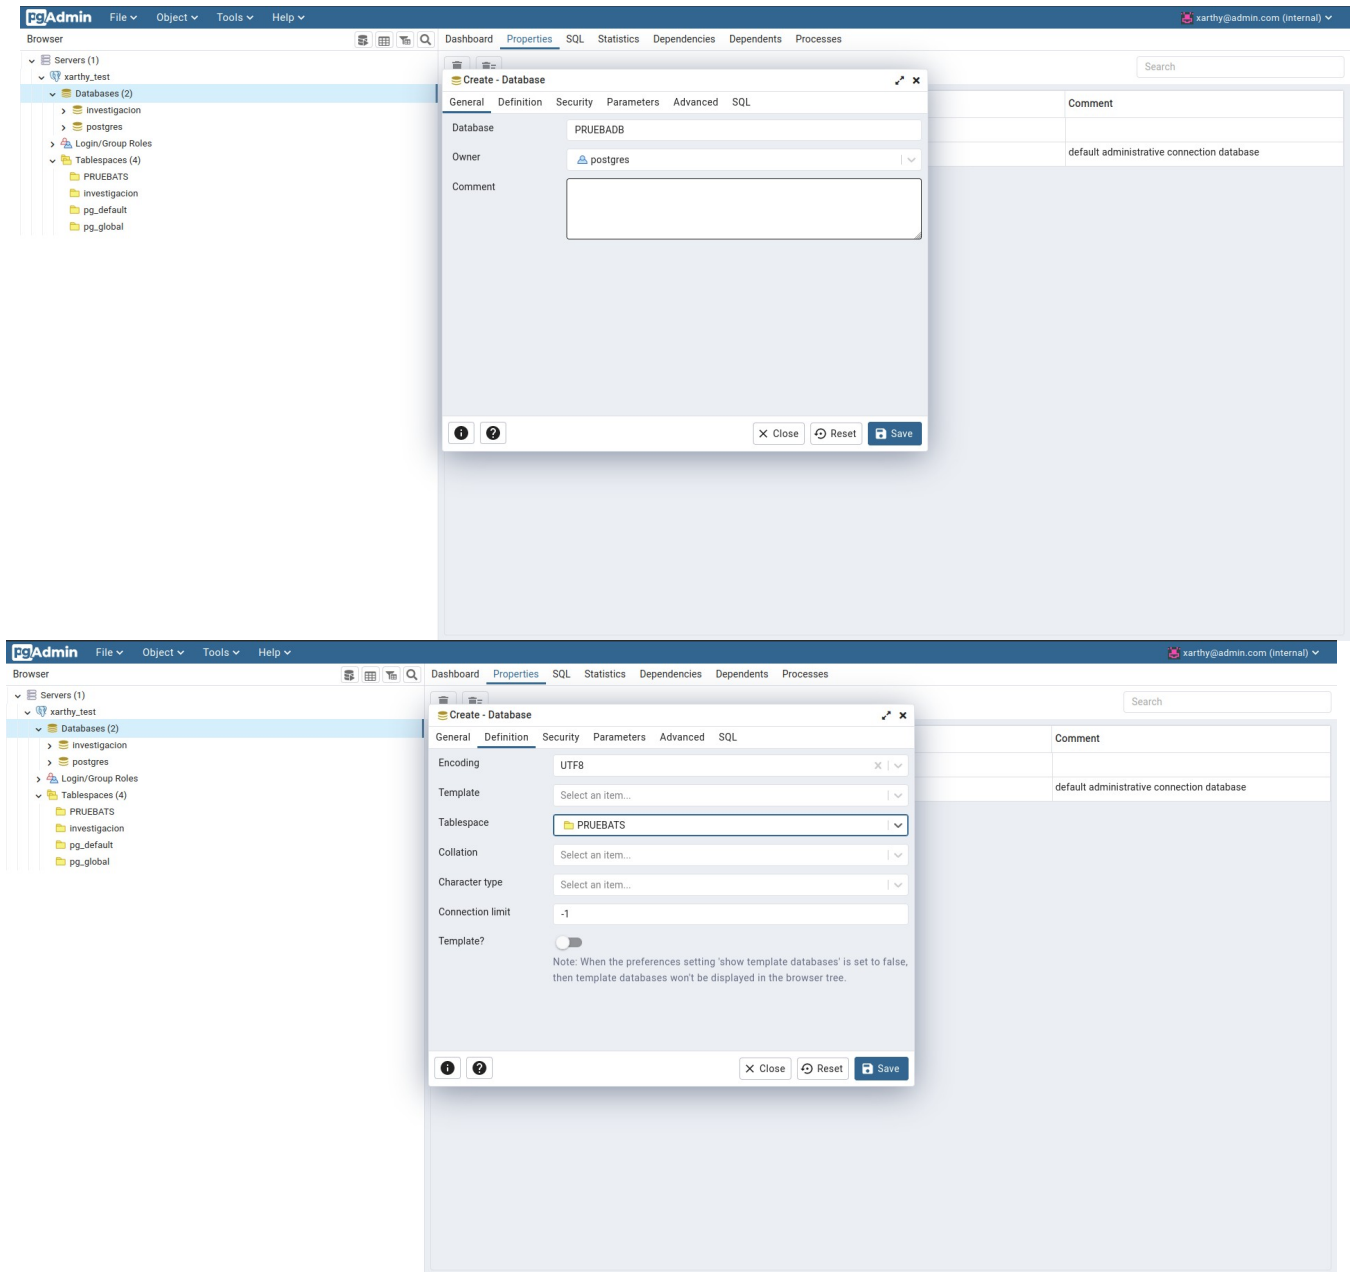 pgAdmin File Object Tools Help xarthy@admin.com (internal)
Browser Dashboard Properties SQL Statistics Dependencies Dependents Processes
Servers (1)
Search
xarthy_test
Create - Database
Databases (2)
General Definition Security Parameters Advanced SQL
Comment
investigacion
postgres
Database PRUEBADB
Login/Group Roles
default administrative connection database
Tablespaces (4)
Owner postgres
PRUEBATS
Comment
investigacion
pg_default
pg_global
Close Reset Save
pgAdmin File Object Tools Help xarthy@admin.com (internal)
Browser Dashboard Properties SQL Statistics Dependencies Dependents Processes
Servers (1)
Search
xarthy_test
Create - Database
Databases (2)
General Definition Security Parameters Advanced SQL
Comment
investigacion
postgres
Encoding UTF8
Login/Group Roles
default administrative connection database
Tablespaces (4)
Template Select an item...
PRUEBATS
investigacion
Tablespace PRUEBATS
pg_default
pg_global
Collation Select an item...
Character type Select an item...
Connection limit -1
Template?
Note: When the preferences setting 'show template databases' is set to false,
then template databases won't be displayed in the browser tree.
Close Reset Save